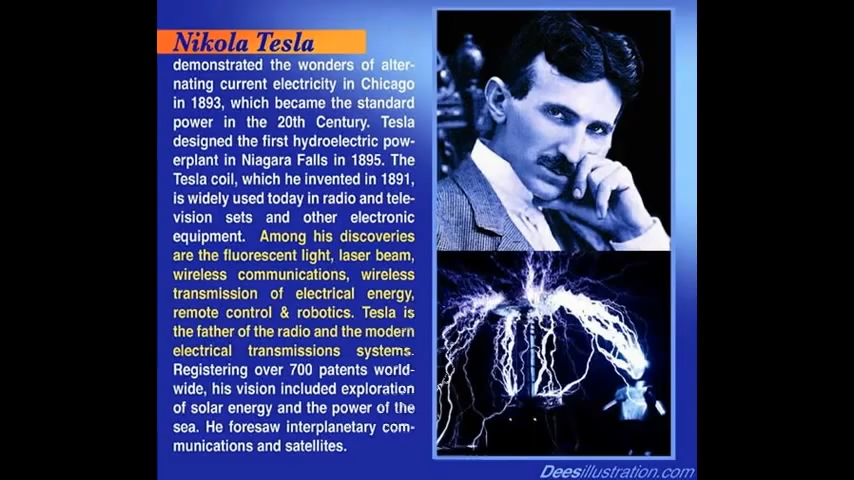 Nikola Tesla
demonstrated the wonders of alter-
nating current electricity in Chicago
in 1893, which became the standard
power in the 20th Century. Tesla
designed the first hydroelectric pow-
erplant in Niagara Falls in 1895. The
Tesla coil, which he invented in 1891,
is widely used today in radio and tele-
vision sets and other electronic
equipment. Among his discoveries
are the fluorescent light, laser beam,
wireless communications, wireless
transmission of electrical energy,
remote control & robotics. Tesla is
the father of the radio and the modern
electrical transmissions systems.
Registering over 700 patents world-
wide, his vision included exploration
of solar energy and the power of the
sea. He foresaw interplanetary com-
munications and satellites.
Deesillustration.com